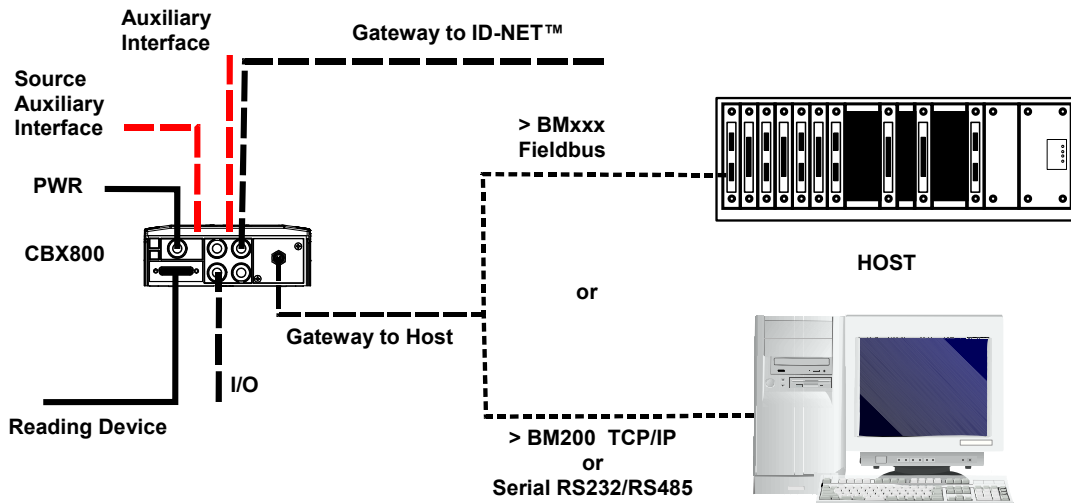 Auxiliary
Interface
Gateway to ID-NET™
Source
Auxiliary
Interface
> BMxxx
Fieldbus
PWR
CBX800
HOST
or
Gateway to Host
I/O
Reading Device
> BM200 TCP/IP
or
Serial RS232/RS485